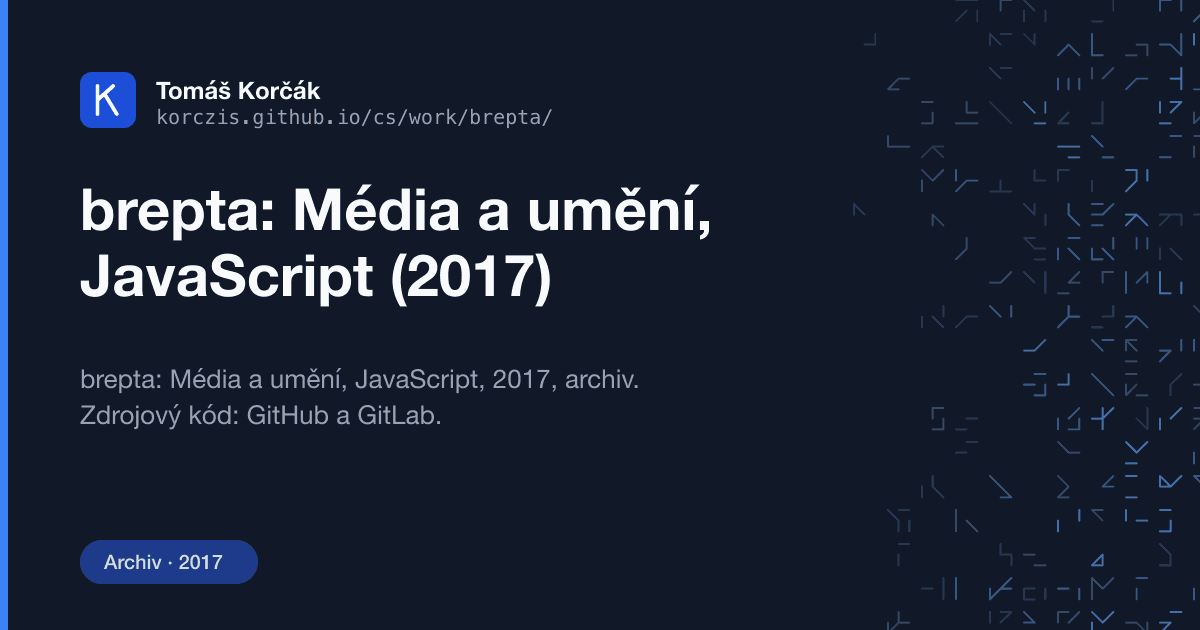 K
Tomáš Korčák
korczis.github.io/cs/work/brepta/
brepta: Média a umění,
JavaScript (2017)
brepta: Média a umění, JavaScript, 2017, archiv.
Zdrojový kód: GitHub a GitLab.
Archiv · 2017